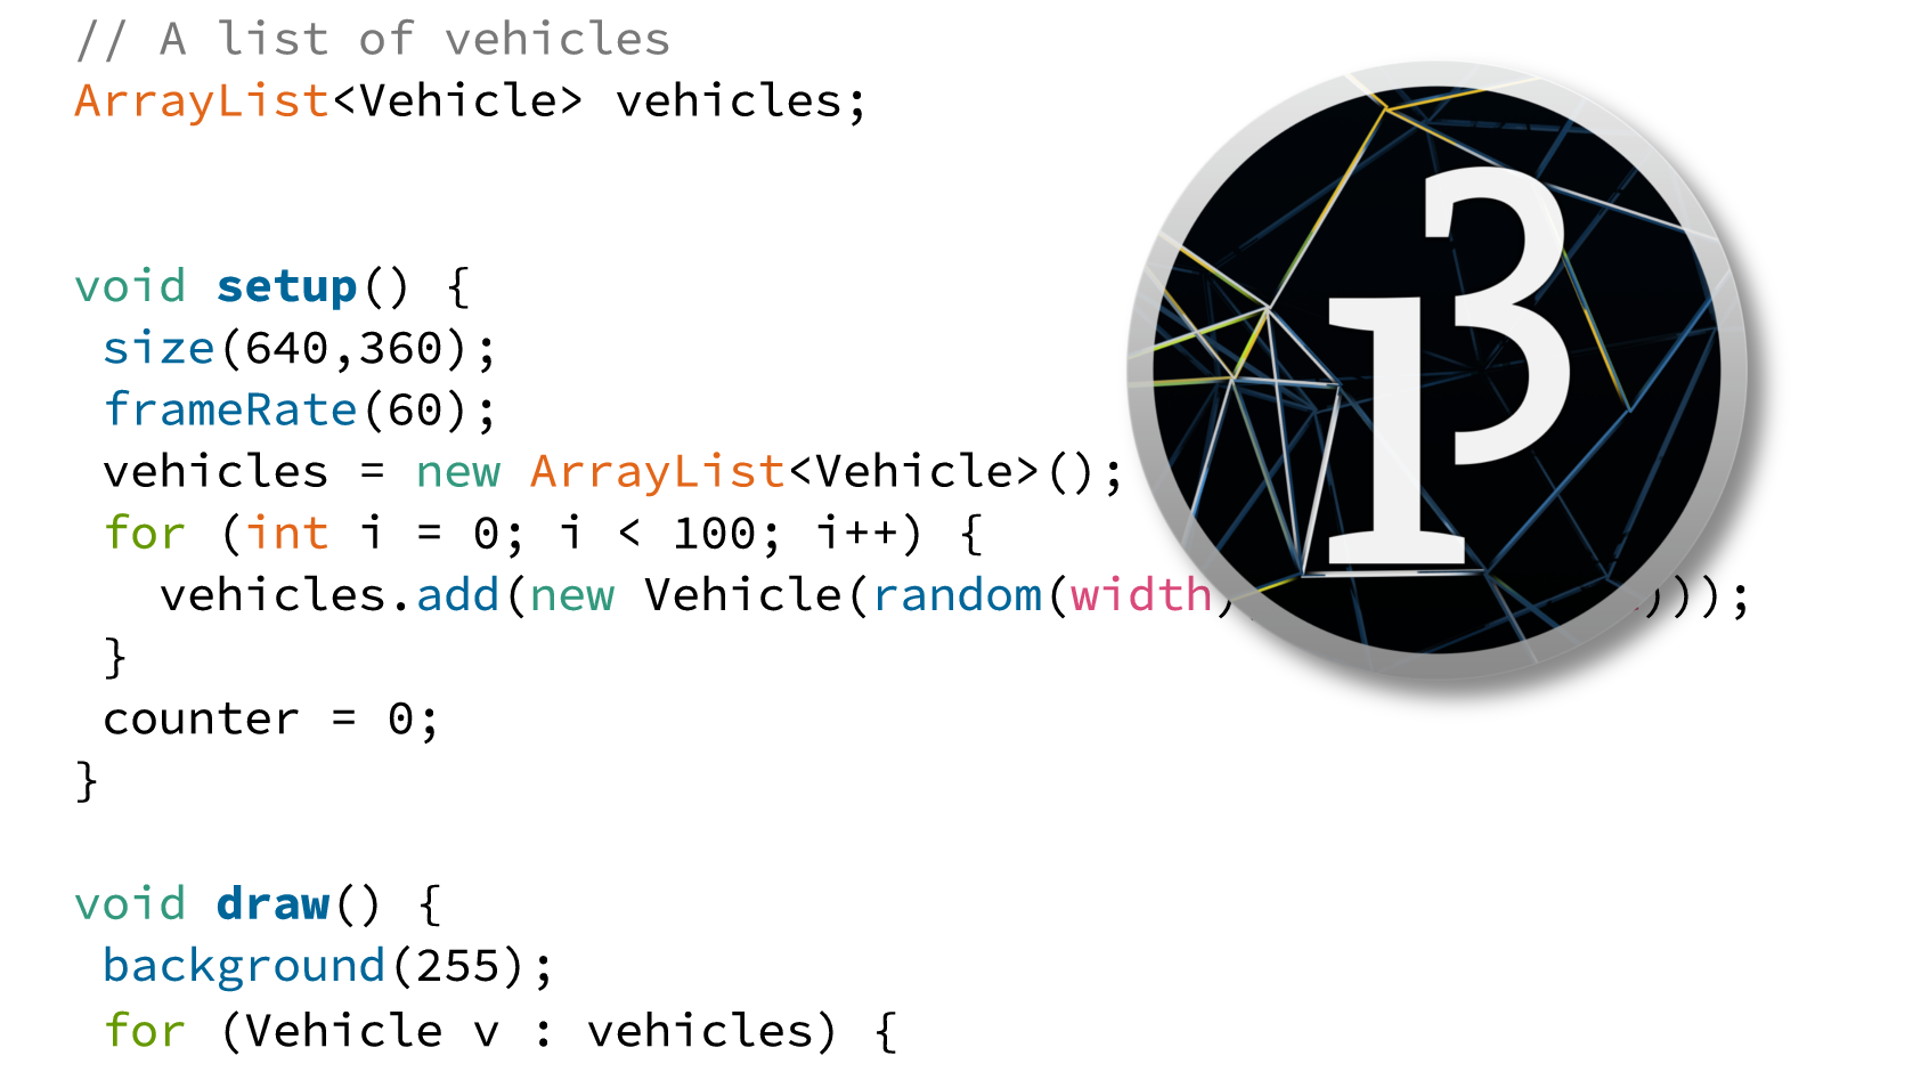 // A list of vehicles
ArrayList<Vehicle> vehicles;
void setup() {
size(640,360);
frameRate(60);
vehicles = new ArrayList<Vehicle>();
for (int i = 0; i < 100; i++) {
vehicles.add(new Vehicle(random(width) )));
}
counter = 0;
}
void draw() {
background(255);
for (Vehicle v : vehicles) {
13